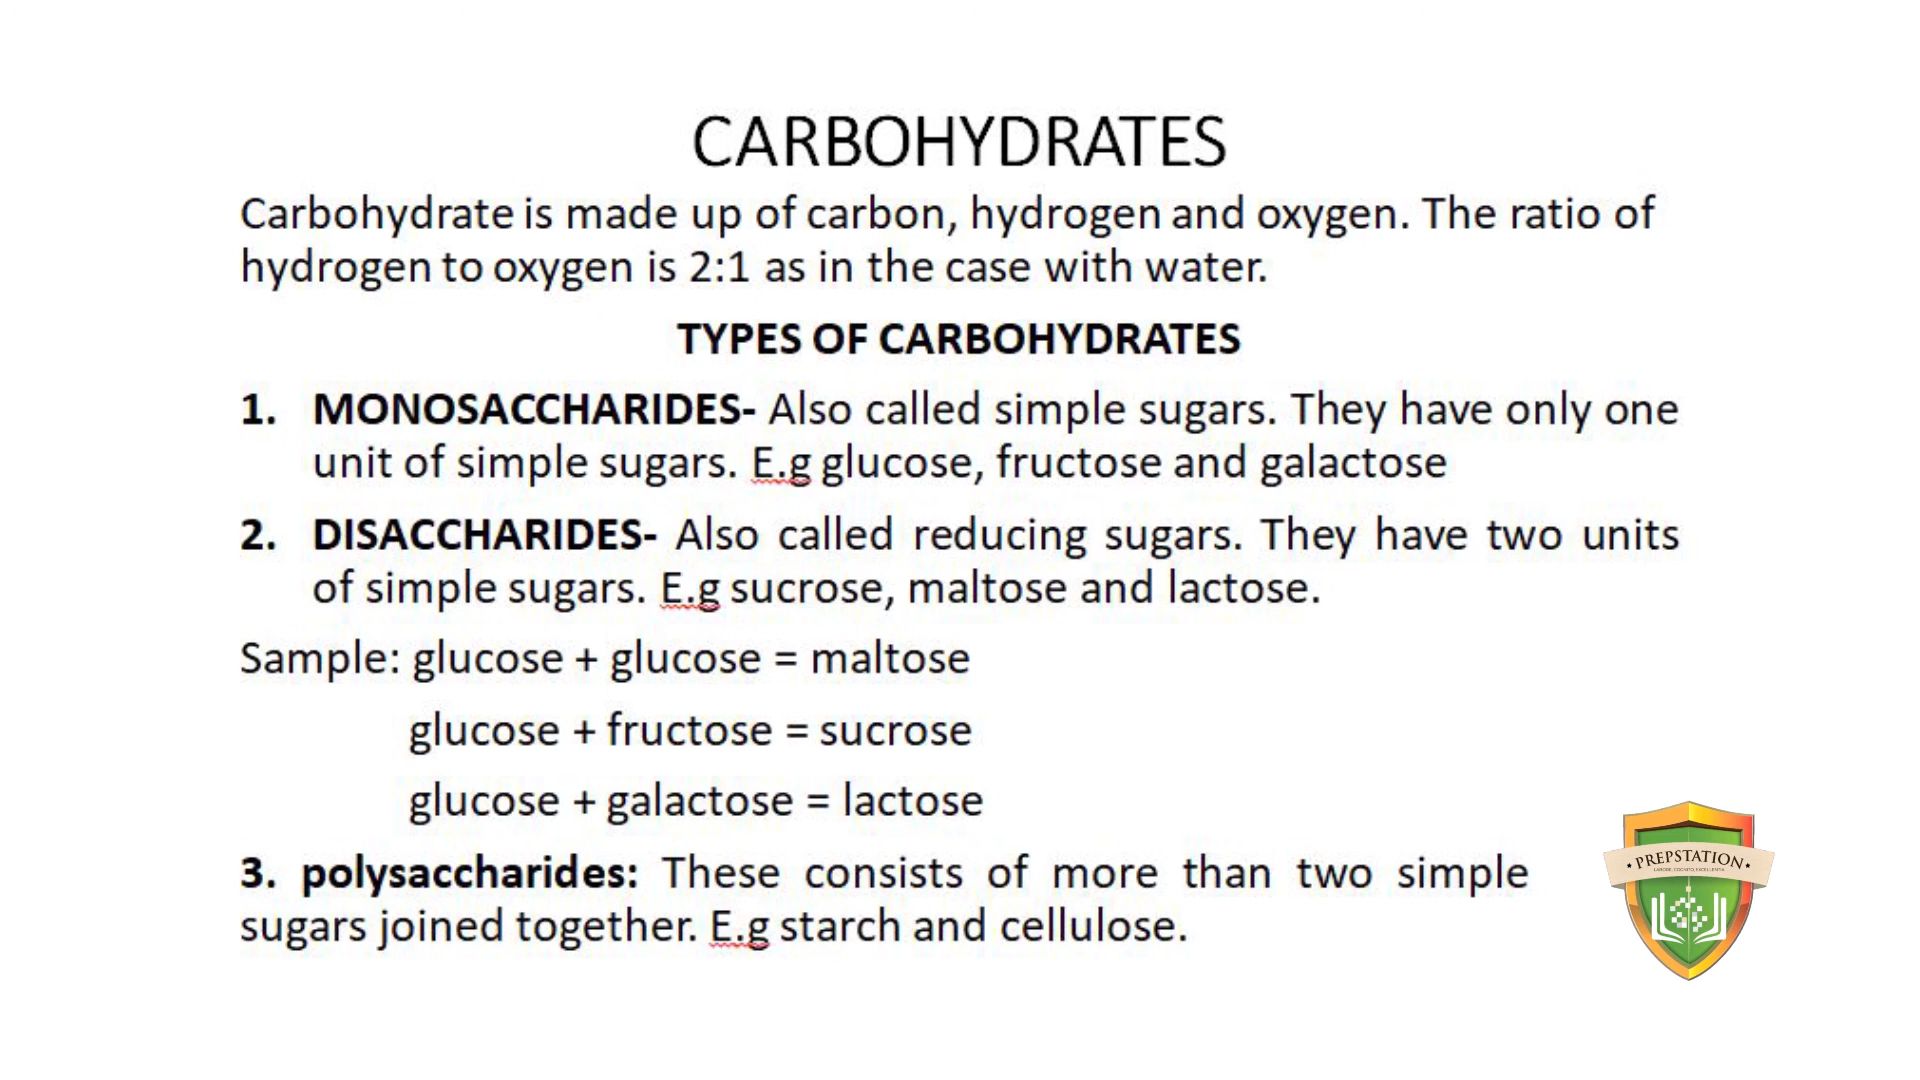 CARBOHYDRATES
Carbohydrate is made up of carbon, hydrogen and oxygen. The ratio of
hydrogen to oxygen is 2:1 as in the case with water.
TYPES OF CARBOHYDRATES
1. MONOSACCHARIDES- Also called simple sugars. They have only one
unit of simple sugars. E.g glucose, fructose and galactose
2. DISACCHARIDES- Also called reducing sugars. They have two units
of simple sugars. E.g sucrose, maltose and lactose.
Sample: glucose + glucose = maltose
glucose + fructose = sucrose
glucose + galactose = lactose
3. polysaccharides: These consists of more than two simple
sugars joined together. E.g starch and cellulose.
PREPSTATION